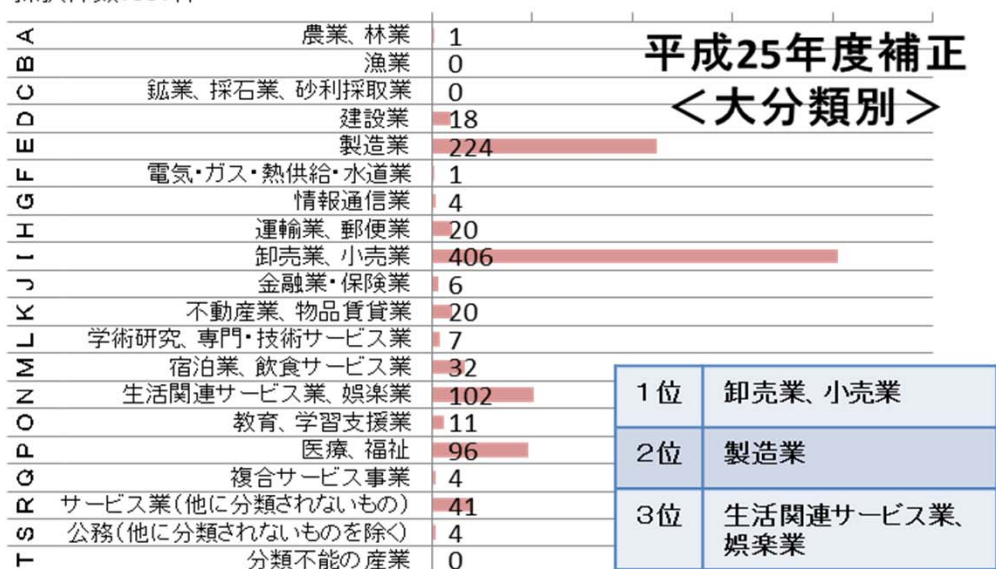 平成25年度補正
<大分類別>
A 農業、林業 1
B 漁業 0
C 鉱業、採石業、砂利採取業 0
D 建設業 18
E 製造業 224
F 電気・ガス・熱供給・水道業 1
G 情報通信業 4
H 運輸業、郵便業 20
I 卸売業、小売業 406
J 金融業・保険業 6
K 不動産業、物品賃貸業 20
L 学術研究、専門・技術サービス業 7
M 宿泊業、飲食サービス業 32
N 生活関連サービス業、娯楽業 102
O 教育、学習支援業 11
P 医療、福祉 96
Q 複合サービス事業 4
R サービス業(他に分類されないもの) 41
S 公務(他に分類されないものを除く) 4
T 分類不能の産業 0
1位 卸売業、小売業
2位 製造業
3位 生活関連サービス業、
娯楽業